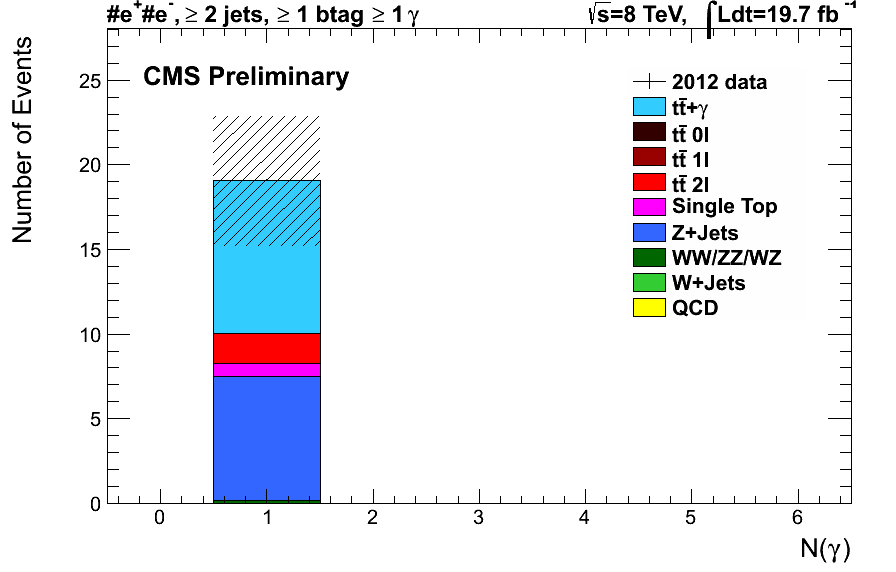 #e⁺#e⁻, ≥ 2 jets, ≥ 1 btag ≥ 1 γ
√s=8 TeV, ∫Ldt=19.7 fb⁻¹
CMS Preliminary
2012 data
tt̄+γ
tt̄ 0l
tt̄ 1l
tt̄ 2l
Single Top
Z+Jets
WW/ZZ/WZ
W+Jets
QCD
Number of Events
25
20
15
10
5
0
0 1 2 3 4 5 6
N(γ)